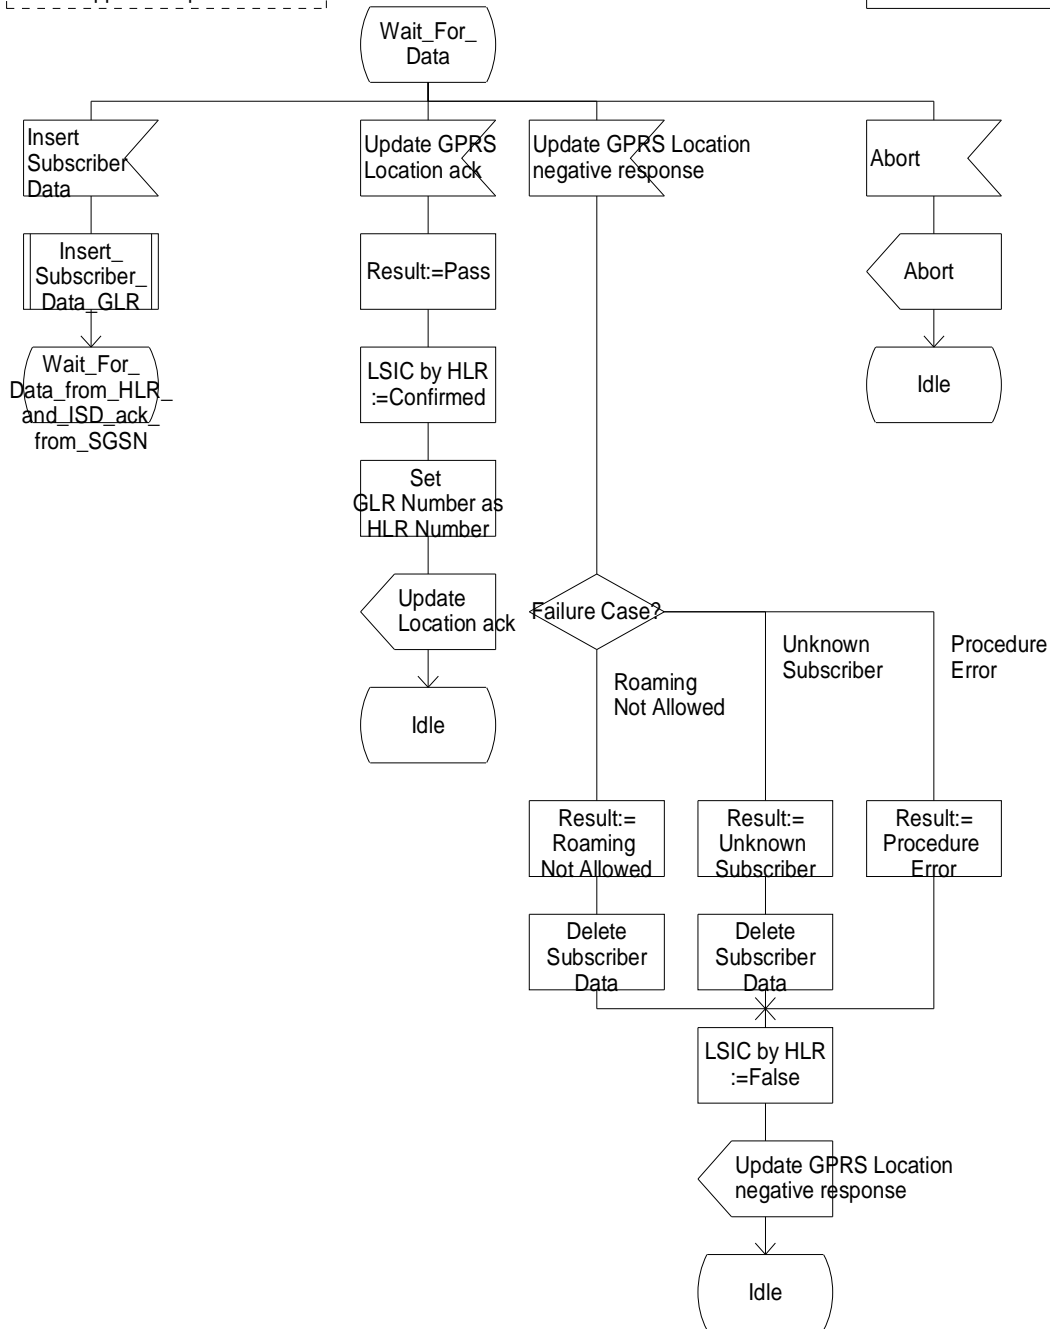 Wait_For_
Data
Insert
Subscriber
Data
Update GPRS
Location ack
Update GPRS Location
negative response
Abort
Insert_
Subscriber_
Data_GLR
Result:=Pass
Abort
Wait_For_
Data_from_HLR_
and_ISD_ack_
from_SGSN
LSIC by HLR
:=Confirmed
Idle
Set
GLR Number as
HLR Number
Update
Location ack
Failure Case?
Unknown
Subscriber
Procedure
Error
Roaming
Not Allowed
Idle
Result:=
Roaming
Not Allowed
Result:=
Unknown
Subscriber
Result:=
Procedure
Error
Delete
Subscriber
Data
Delete
Subscriber
Data
LSIC by HLR
:=False
Update GPRS Location
negative response
Idle